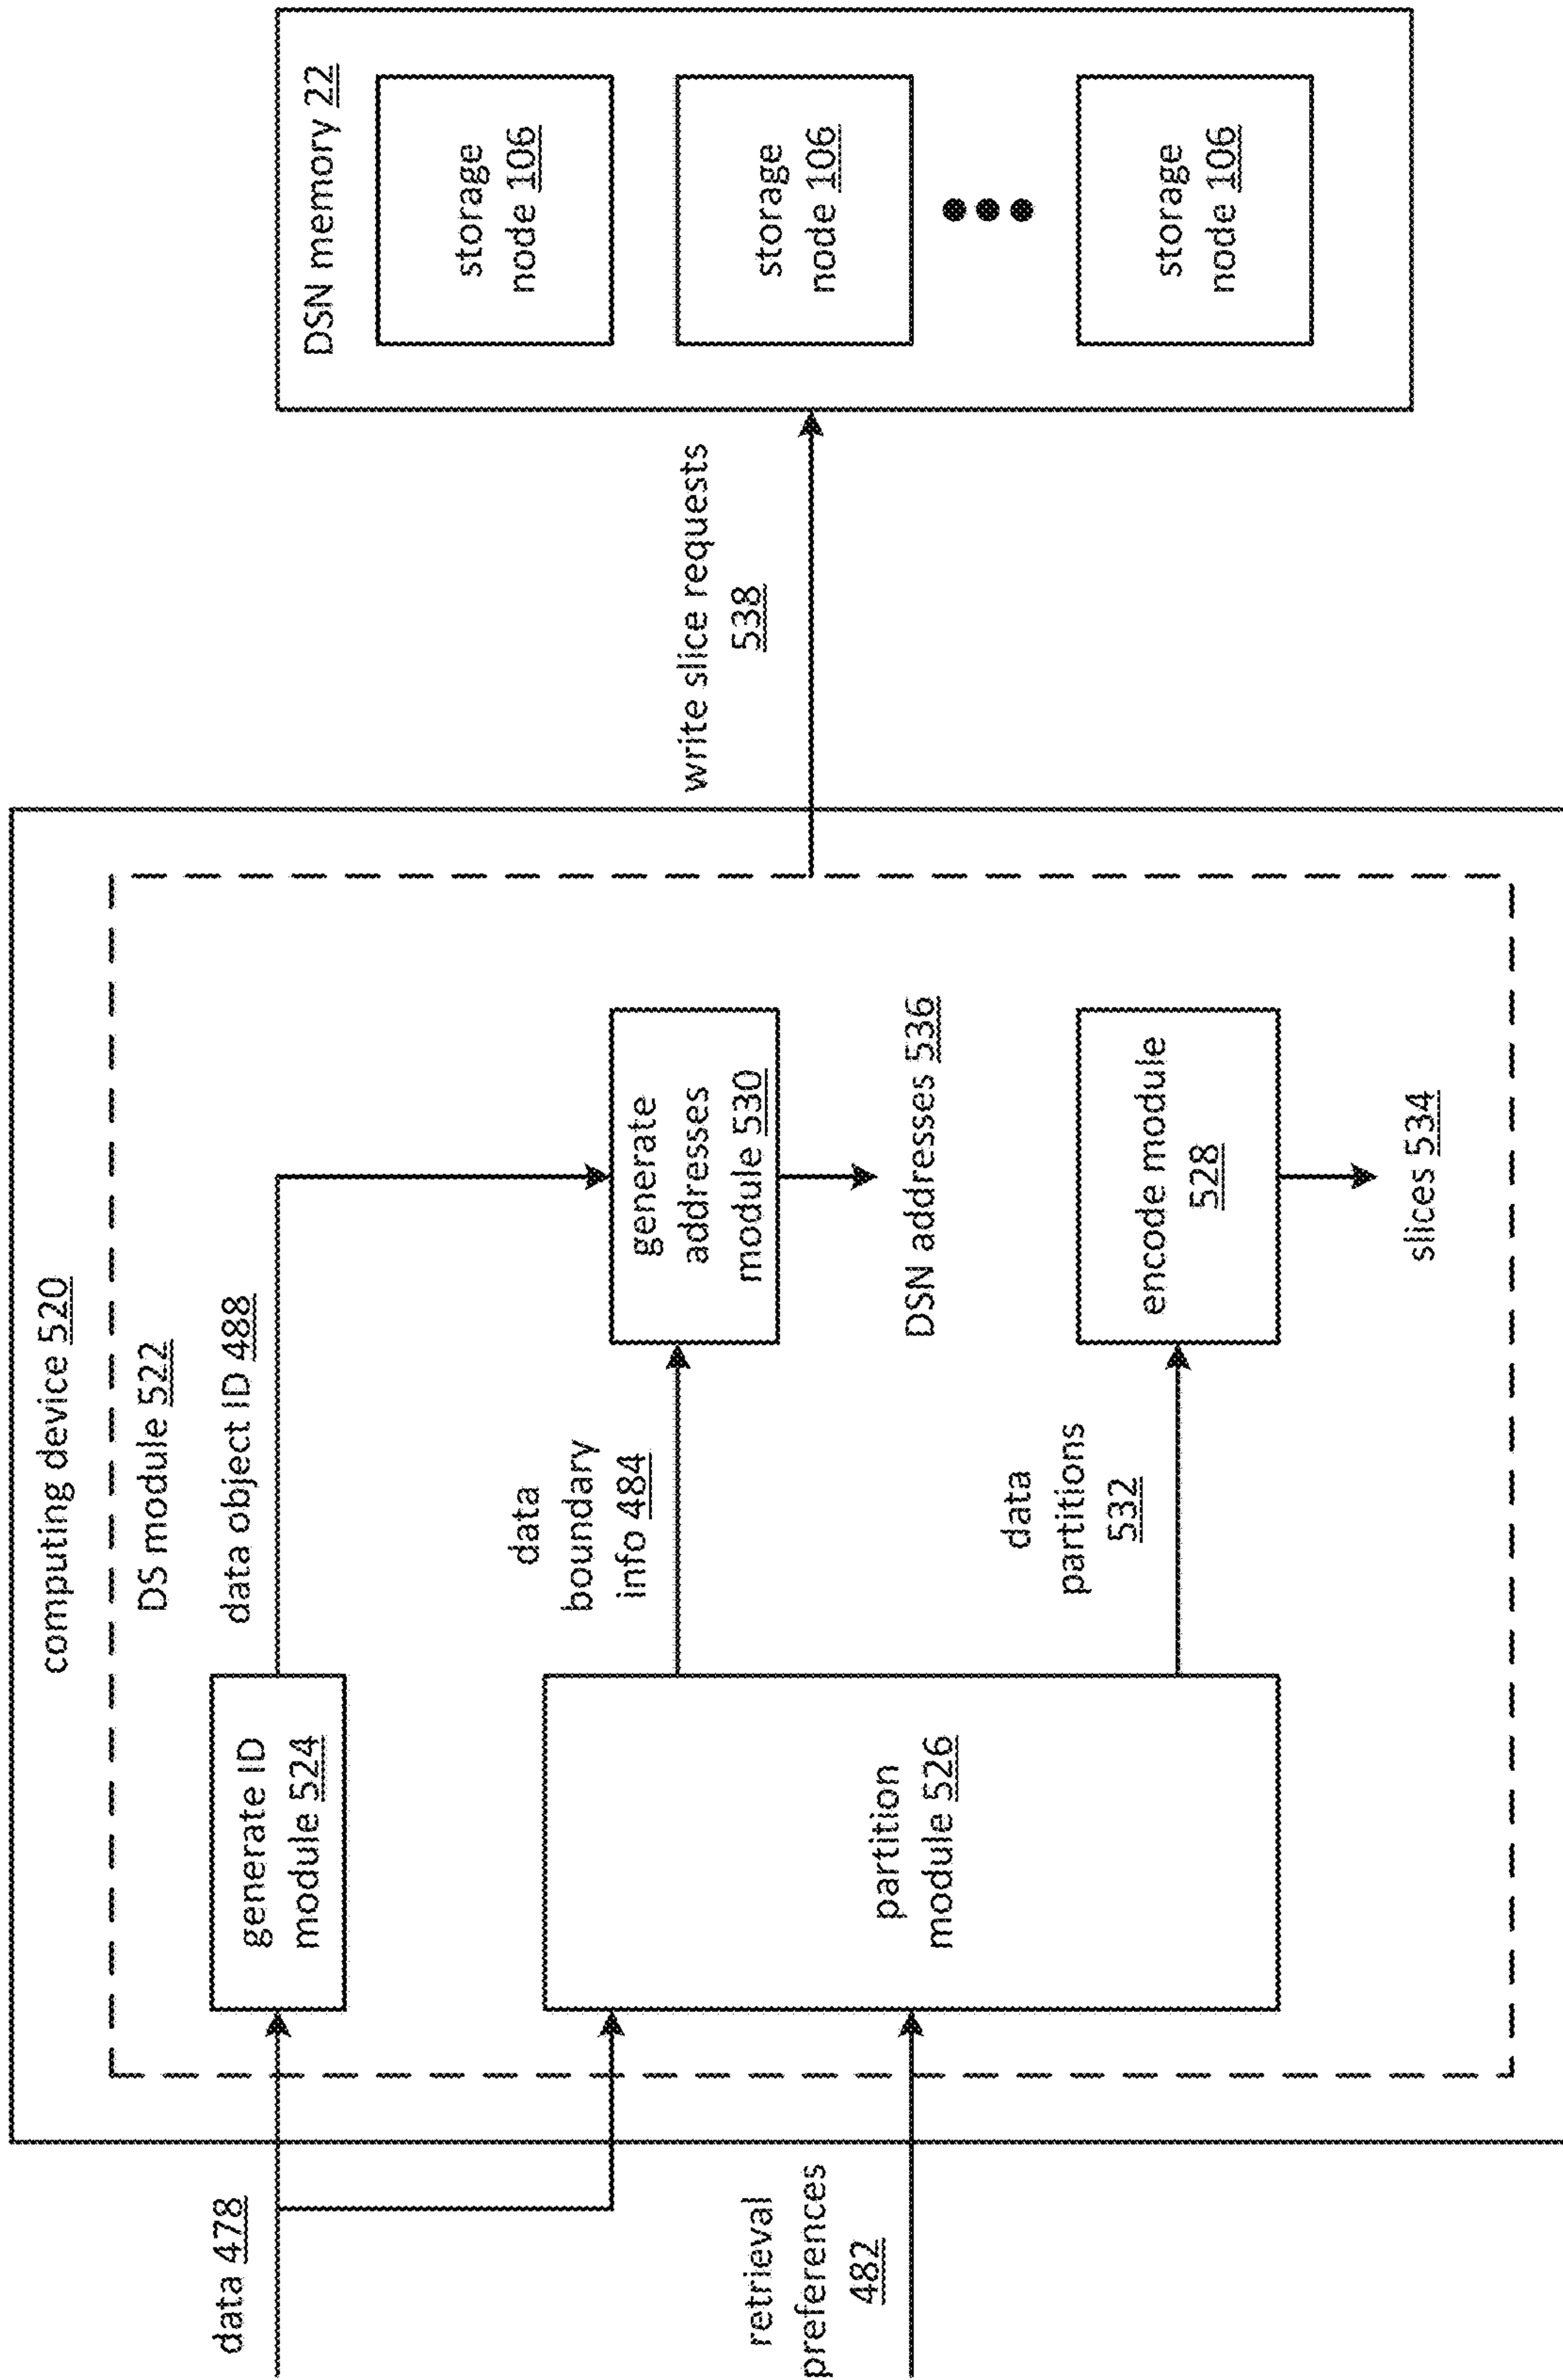 computing device 520
DS module 522
data 478
generate ID
module 524
data object ID 488
retrieval
preferences
482
partition
module 526
data
boundary
info 484
generate
addresses
module 530
DSN addresses 536
data
partitions
532
encode module
528
slices 534
write slice requests
538
DSN memory 22
storage
node 106
storage
node 106
storage
node 106